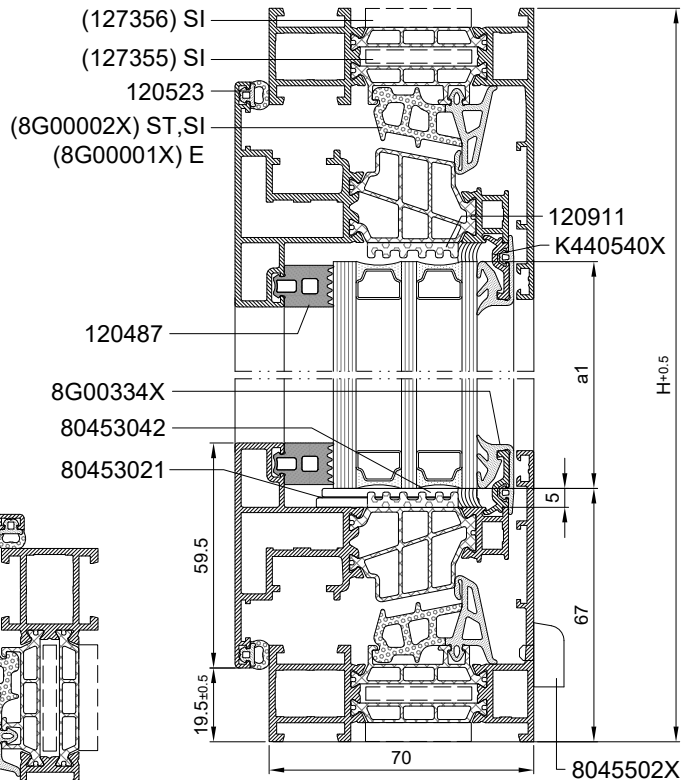 (127356) SI
(127355) SI
120523
(8G00002X) ST,SI
(8G00001X) E
120911
K440540X
120487
a1
H+0.5
8G00334X
80453042
80453021
5
59.5
67
19.5±0.5
70
8045502X